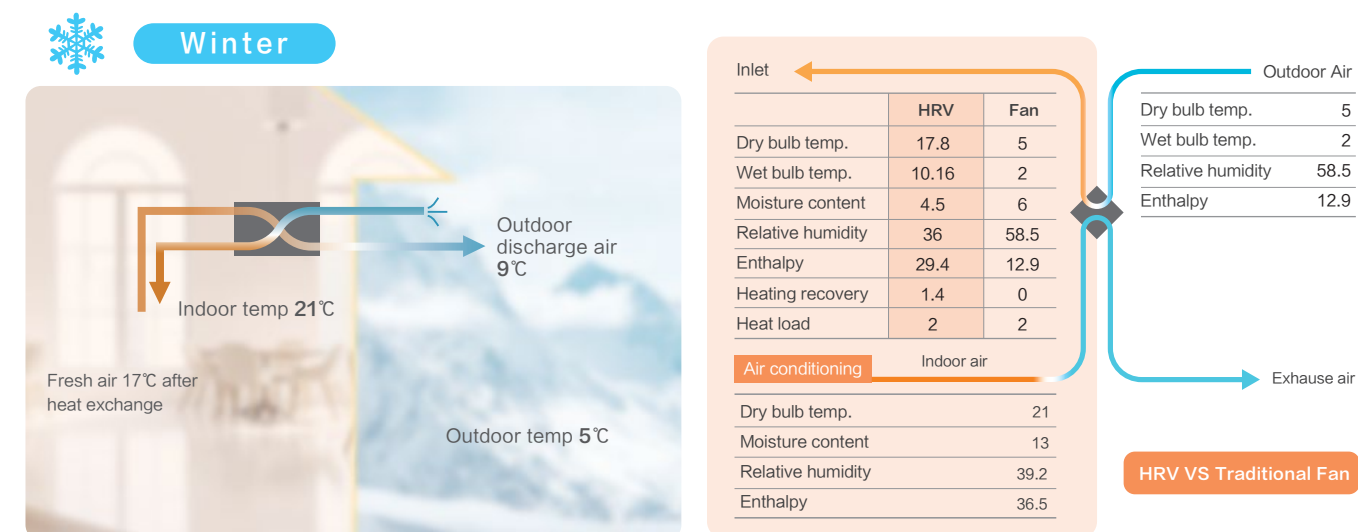 Winter
Outdoor
discharge air
9℃
Indoor temp 21℃
Fresh air 17℃ after
heat exchange
Outdoor temp 5℃
Inlet
HRV Fan
Dry bulb temp. 17.8 5
Wet bulb temp. 10.16 2
Moisture content 4.5 6
Relative humidity 36 58.5
Enthalpy 29.4 12.9
Heating recovery 1.4 0
Heat load 2 2
Air conditioning Indoor air
Dry bulb temp. 21
Moisture content 13
Relative humidity 39.2
Enthalpy 36.5
Outdoor Air
Dry bulb temp. 5
Wet bulb temp. 2
Relative humidity 58.5
Enthalpy 12.9
Exhause air
HRV VS Traditional Fan